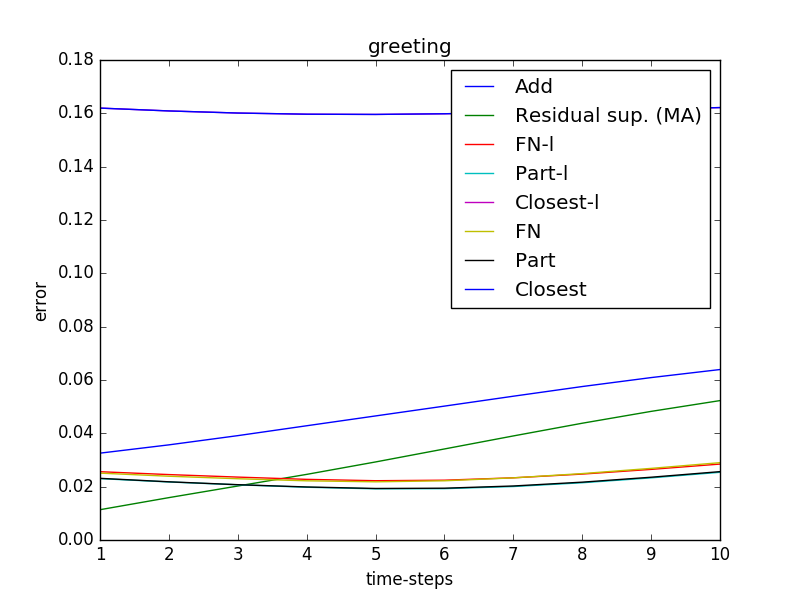 greeting
0.18
0.16
0.14
0.12
0.10
0.08
0.06
0.04
0.02
0.00
error
Add
Residual sup. (MA)
FN-l
Part-l
Closest-l
FN
Part
Closest
1 2 3 4 5 6 7 8 9 10
time-steps